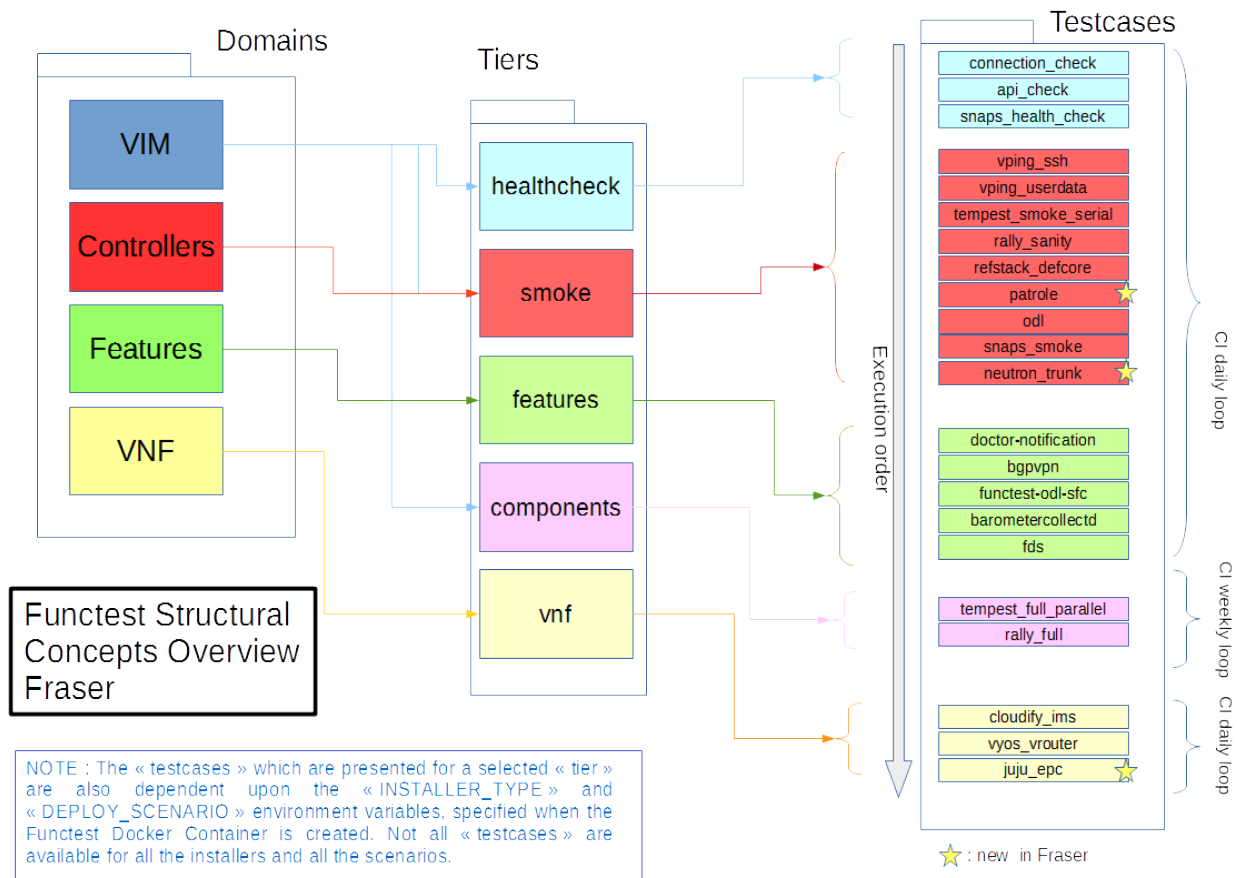 Domains
VIM
Controllers
Features
VNF
Functest Structural
Concepts Overview
Fraser
Tiers
healthcheck
smoke
features
components
vnf
Execution order
Testcases
connection_check
api_check
snaps_health_check
vping_ssh
vping_userdata
tempest_smoke_serial
rally_sanity
refstack_defcore
patrole
odl
snaps_smoke
neutron_trunk
doctor-notification
bgpvpn
functest-odl-sfc
barometercollectd
fds
tempest_full_parallel
rally_full
cloudify_ims
vyos_vrouter
juju_epc
CI daily loop
CI weekly loop
CI daily loop
NOTE : The « testcases » which are presented for a selected « tier »
are also dependent upon the « INSTALLER_TYPE » and
« DEPLOY_SCENARIO » environment variables, specified when the
Functest Docker Container is created. Not all « testcases » are
available for all the installers and all the scenarios.
: new in Fraser